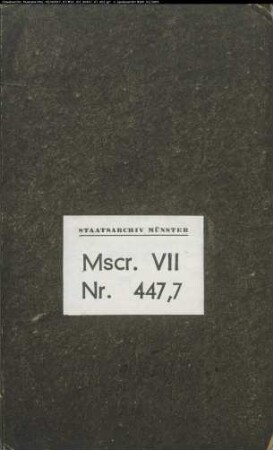 STAATSARCHIV MÜNSTER
Mscr. VII
Nr. 447,7